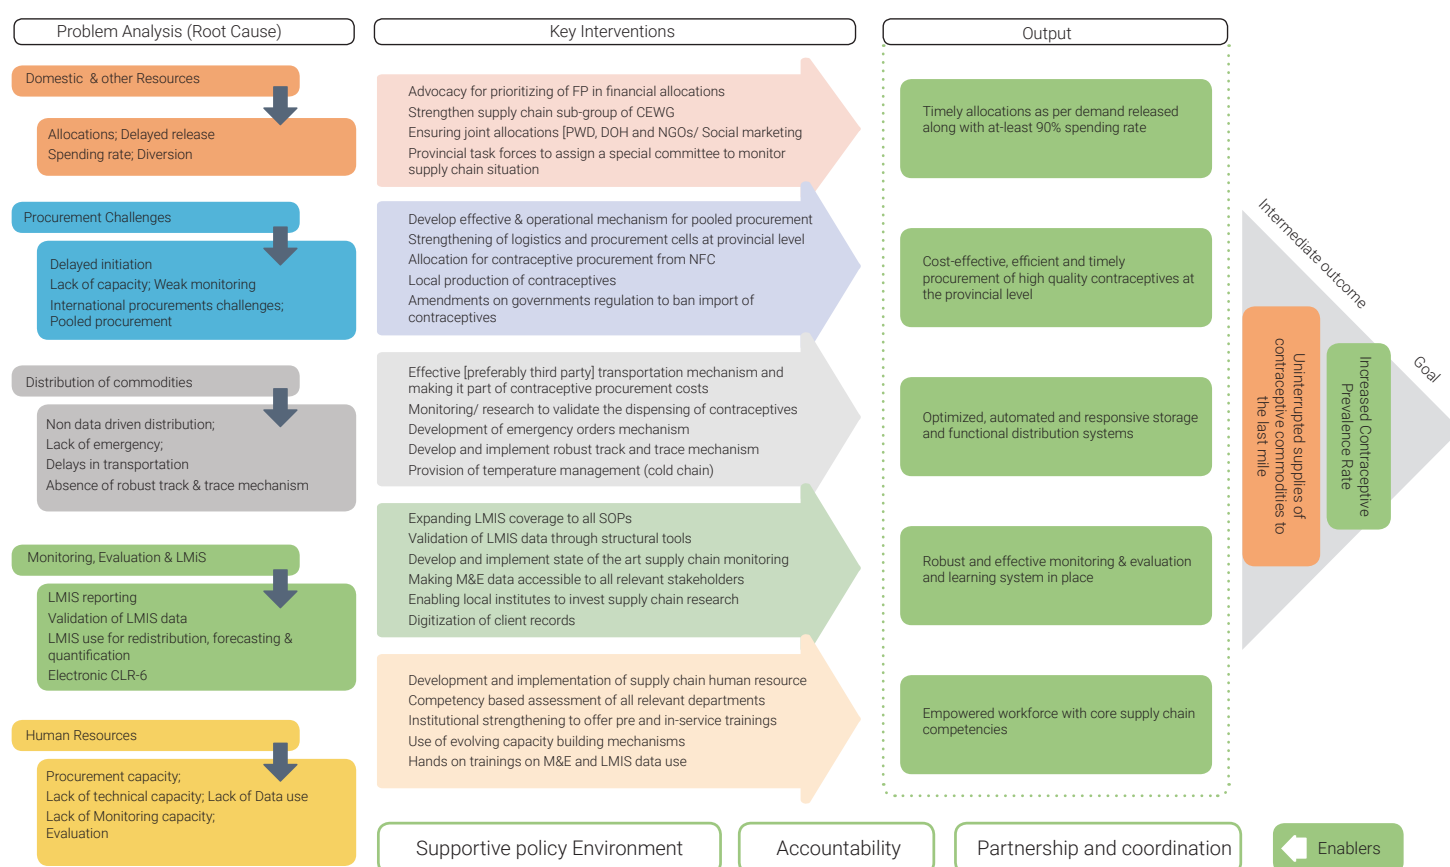 Problem Analysis (Root Cause)
Key Interventions
Output
Domestic & other Resources
Allocations; Delayed release
Spending rate; Diversion
Advocacy for prioritizing of FP in financial allocations
Strengthen supply chain sub-group of CEWG
Ensuring joint allocations [PWD, DOH and NGOs/ Social marketing
Provincial task forces to assign a special committee to monitor
supply chain situation
Timely allocations as per demand released
along with at-least 90% spending rate
Procurement Challenges
Delayed initiation
Lack of capacity; Weak monitoring
International procurements challenges;
Pooled procurement
Develop effective & operational mechanism for pooled procurement
Strengthening of logistics and procurement cells at provincial level
Allocation for contraceptive procurement from NFC
Local production of contraceptives
Amendments on governments regulation to ban import of
contraceptives
Cost-effective, efficient and timely
procurement of high quality contraceptives at
the provincial level
Distribution of commodities
Non data driven distribution;
Lack of emergency;
Delays in transportation
Absence of robust track & trace mechanism
Effective [preferably third party] transportation mechanism and
making it part of contraceptive procurement costs
Monitoring/ research to validate the dispensing of contraceptives
Development of emergency orders mechanism
Develop and implement robust track and trace mechanism
Provision of temperature management (cold chain)
Optimized, automated and responsive storage
and functional distribution systems
Monitoring, Evaluation & LMiS
LMIS reporting
Validation of LMIS data
LMIS use for redistribution, forecasting &
quantification
Electronic CLR-6
Expanding LMIS coverage to all SOPs
Validation of LMIS data through structural tools
Develop and implement state of the art supply chain monitoring
Making M&E data accessible to all relevant stakeholders
Enabling local institutes to invest supply chain research
Digitization of client records
Robust and effective monitoring & evaluation
and learning system in place
Human Resources
Procurement capacity;
Lack of technical capacity; Lack of Data use
Lack of Monitoring capacity;
Evaluation
Development and implementation of supply chain human resource
Competency based assessment of all relevant departments
Institutional strengthening to offer pre and in-service trainings
Use of evolving capacity building mechanisms
Hands on trainings on M&E and LMIS data use
Empowered workforce with core supply chain
competencies
Intermediate outcome
Uninterrupted supplies of
contraceptive commodities to
the last mile
Goal
Increased Contraceptive
Prevalence Rate
Supportive policy Environment
Accountability
Partnership and coordination
Enablers